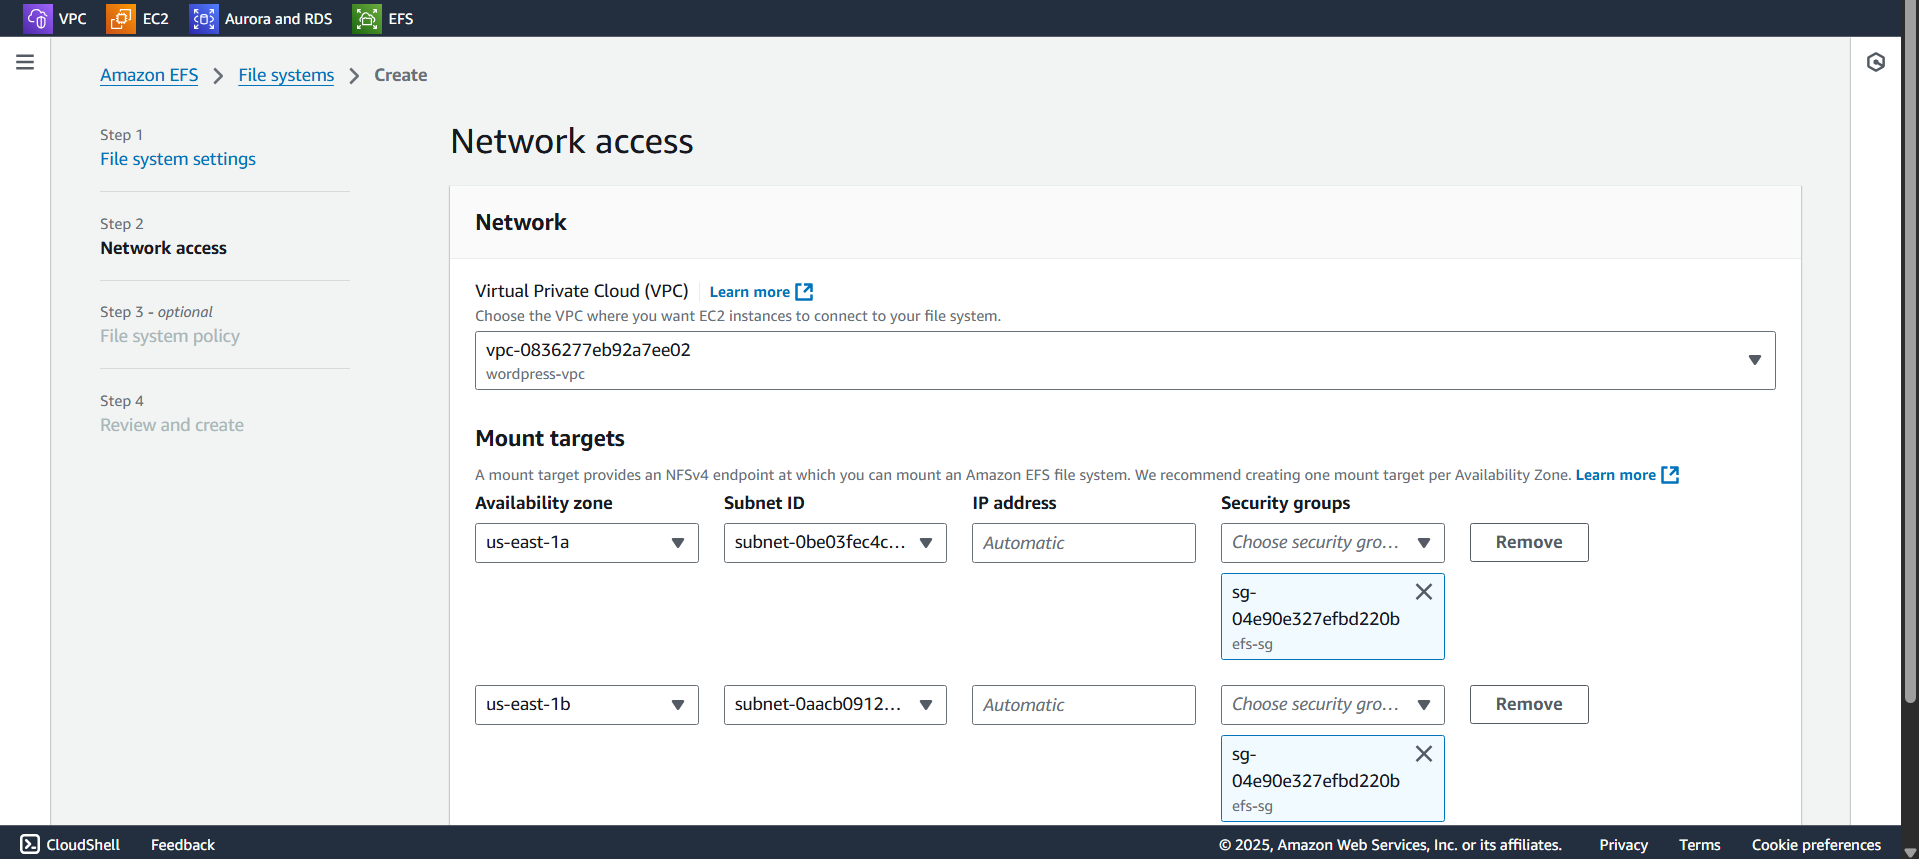 VPC EC2 Aurora and RDS EFS
Amazon EFS File systems Create
Step 1
File system settings
Step 2
Network access
Step 3 - optional
File system policy
Step 4
Review and create
Network access
Network
Virtual Private Cloud (VPC) Learn more
Choose the VPC where you want EC2 instances to connect to your file system.
vpc-0836277eb92a7ee02
wordpress-vpc
Mount targets
A mount target provides an NFSv4 endpoint at which you can mount an Amazon EFS file system. We recommend creating one mount target per Availability Zone. Learn more
Availability zone Subnet ID IP address Security groups
us-east-1a subnet-0be03fec4c... Automatic Choose security gro... Remove
sg-
04e90e327efbd220b
efs-sg
us-east-1b subnet-0aacb0912... Automatic Choose security gro... Remove
sg-
04e90e327efbd220b
efs-sg
CloudShell Feedback © 2025, Amazon Web Services, Inc. or its affiliates. Privacy Terms Cookie preferences